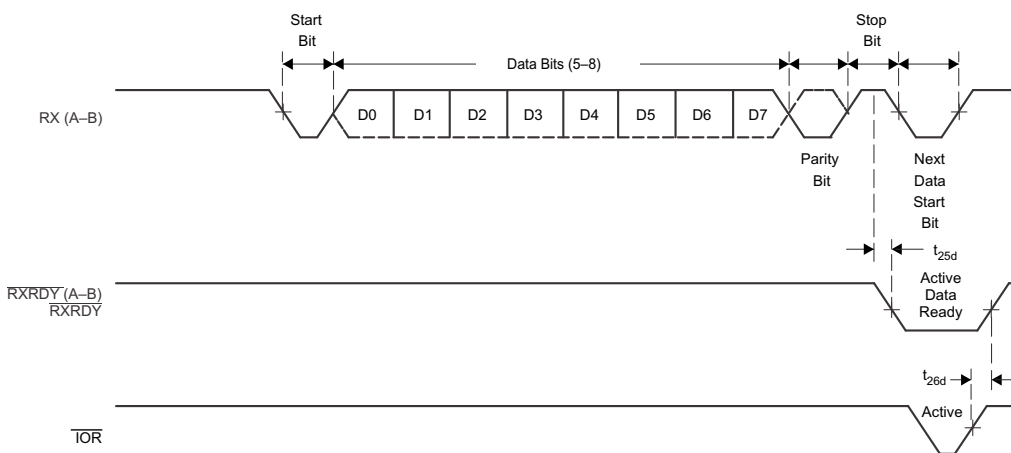 Start
Bit
Stop
Bit
Data Bits (5–8)
RX (A–B)
D0 D1 D2 D3 D4 D5 D6 D7
Parity
Bit
Next
Data
Start
Bit
t25d
RXRDY (A–B)
RXRDY
Active
Data
Ready
t26d
Active
IOR